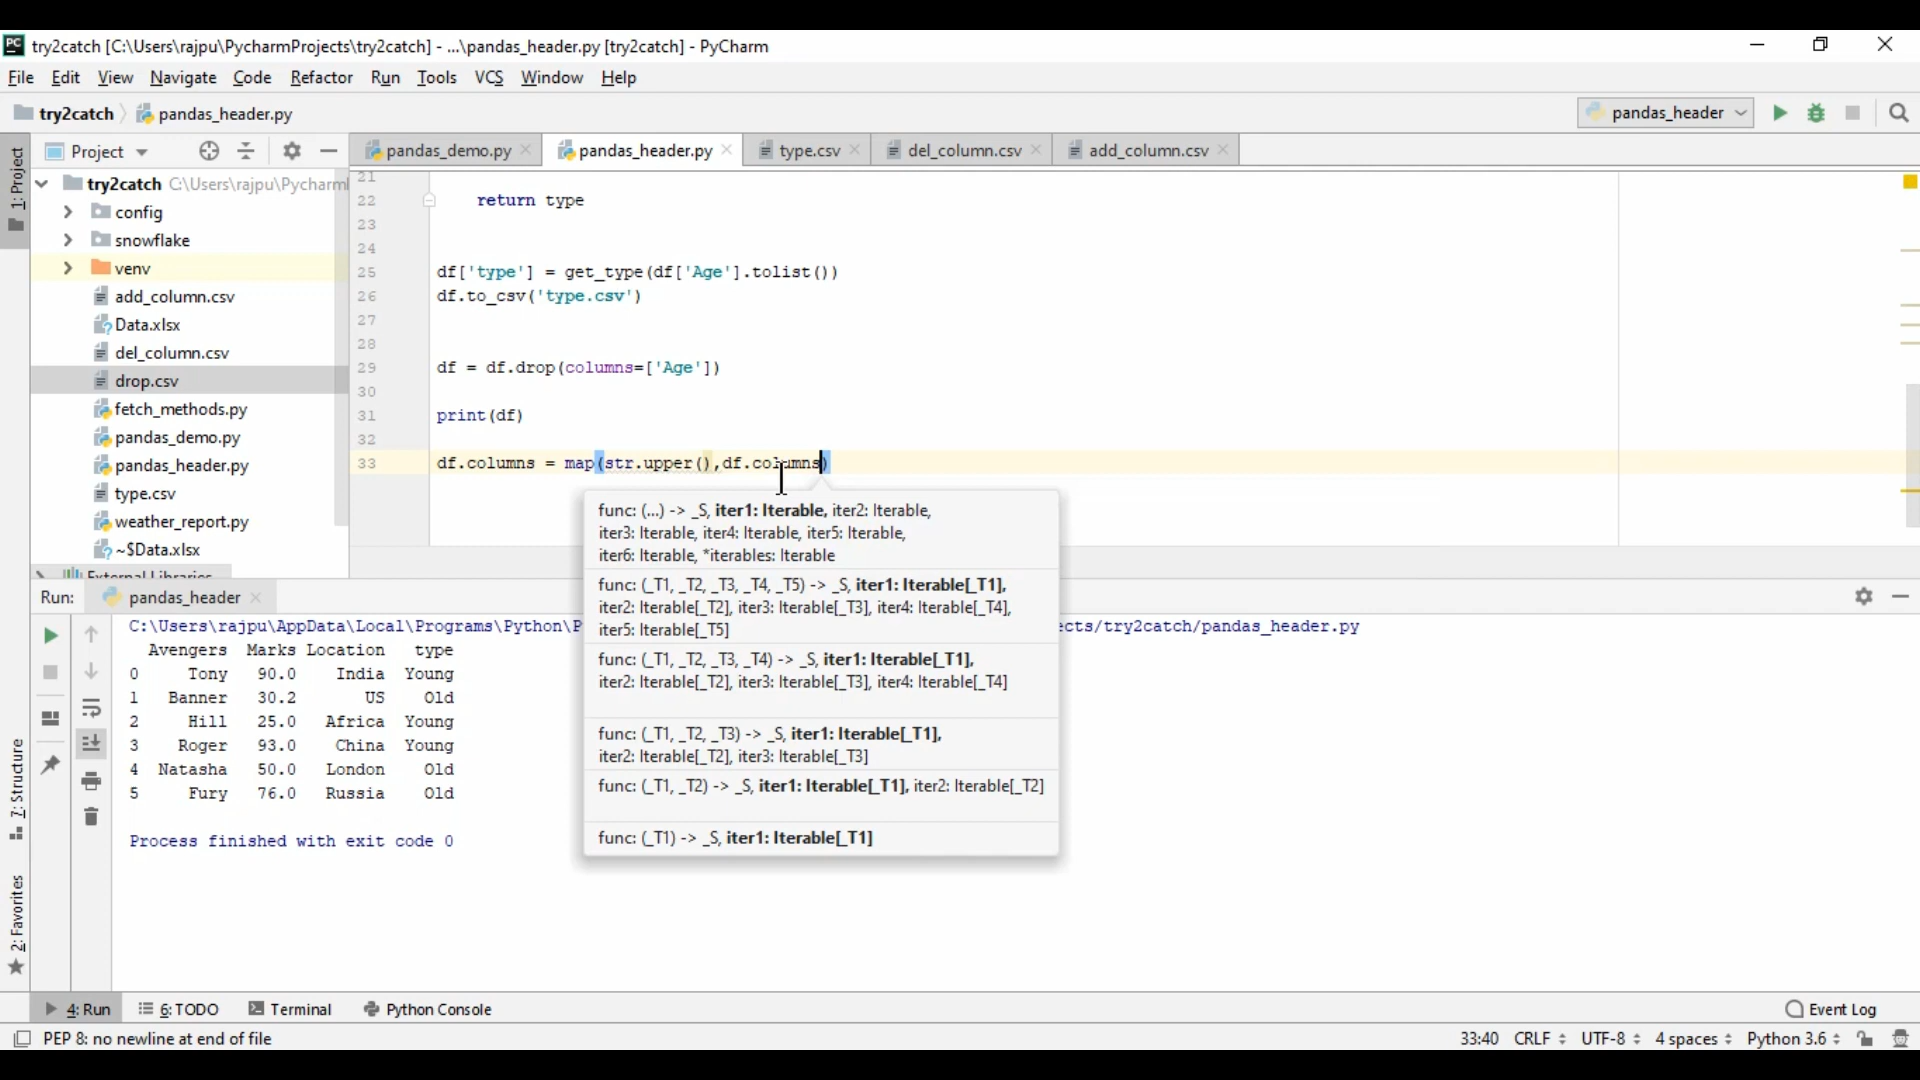 PC try2catch [C:\Users\rajpu\PycharmProjects\try2catch] - ...\pandas_header.py [try2catch] - PyCharm
File Edit View Navigate Code Refactor Run Tools VCS Window Help
try2catch pandas_header.py pandas_header
1: Project
Project
pandas_demo.py pandas_header.py type.csv del_column.csv add_column.csv
try2catch C:\Users\rajpu\Pycharm
config
snowflake
venv
add_column.csv
Data.xlsx
del_column.csv
drop.csv
fetch_methods.py
pandas_demo.py
pandas_header.py
type.csv
weather_report.py
~$Data.xlsx
External Libraries
21
22 return type
23
24
25 df['type'] = get_type(df['Age'].tolist())
26 df.to_csv('type.csv')
27
28
29 df = df.drop(columns=['Age'])
30
31 print(df)
32
33 df.columns = map(str.upper(),df.columns)
func: (...) -> _S, iter1: Iterable, iter2: Iterable,
iter3: Iterable, iter4: Iterable, iter5: Iterable,
iter6: Iterable, *iterables: Iterable
func: (_T1, _T2, _T3, _T4, _T5) -> _S, iter1: Iterable[_T1],
iter2: Iterable[_T2], iter3: Iterable[_T3], iter4: Iterable[_T4],
iter5: Iterable[_T5]
func: (_T1, _T2, _T3, _T4) -> _S, iter1: Iterable[_T1],
iter2: Iterable[_T2], iter3: Iterable[_T3], iter4: Iterable[_T4]
func: (_T1, _T2, _T3) -> _S, iter1: Iterable[_T1],
iter2: Iterable[_T2], iter3: Iterable[_T3]
func: (_T1, _T2) -> _S, iter1: Iterable[_T1], iter2: Iterable[_T2]
func: (_T1) -> _S, iter1: Iterable[_T1]
Run: pandas_header
C:\Users\rajpu\AppData\Local\Programs\Python\P cts/try2catch/pandas_header.py
Avengers Marks Location type
0 Tony 90.0 India Young
1 Banner 30.2 US Old
2 Hill 25.0 Africa Young
3 Roger 93.0 China Young
4 Natasha 50.0 London Old
5 Fury 76.0 Russia Old
Process finished with exit code 0
7: Structure
2: Favorites
4: Run 6: TODO Terminal Python Console Event Log
PEP 8: no newline at end of file 33:40 CRLF UTF-8 4 spaces Python 3.6